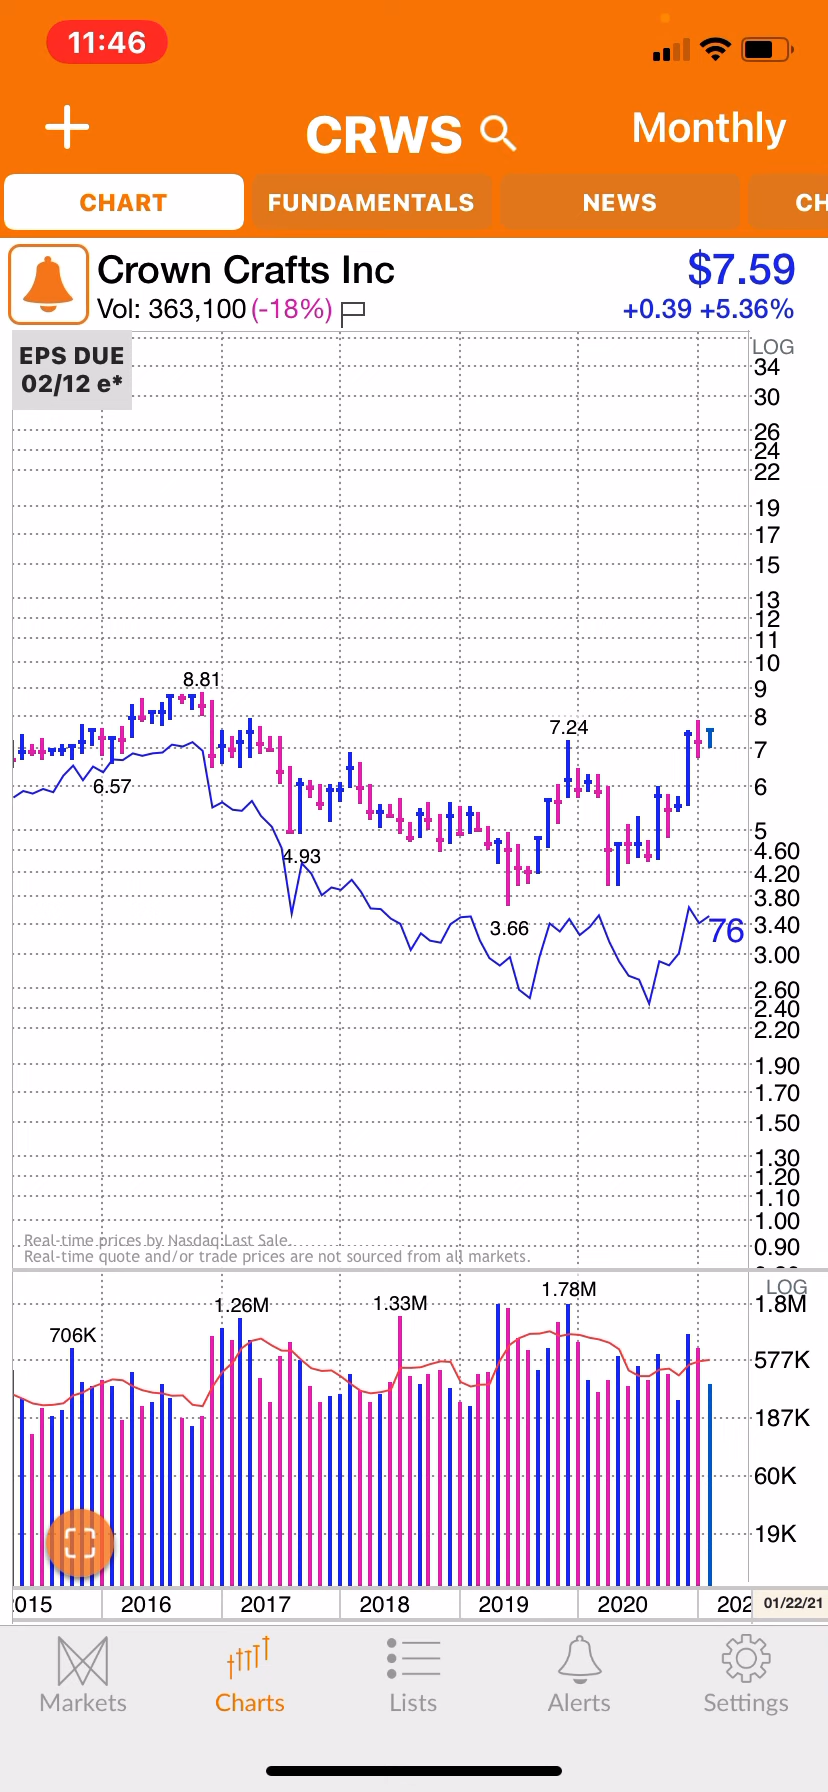 11:46
CRWS
Monthly
CHART
FUNDAMENTALS
NEWS
CH
Crown Crafts Inc
$7.59
Vol: 363,100 (-18%)
+0.39 +5.36%
EPS DUE
02/12 e*
LOG
34
30
26
24
22
19
17
15
13
12
11
10
9
8
7
6
5
4.60
4.20
3.80
3.40
3.00
2.60
2.40
2.20
1.90
1.70
1.50
1.30
1.20
1.10
1.00
0.90
8.81
7.24
6.57
4.93
3.66
76
Real-time prices by Nasdaq Last Sale.
Real-time quote and/or trade prices are not sourced from all markets.
LOG
1.8M
577K
187K
60K
19K
706K
1.26M
1.33M
1.78M
2015
2016
2017
2018
2019
2020
202
01/22/21
Markets
Charts
Lists
Alerts
Settings